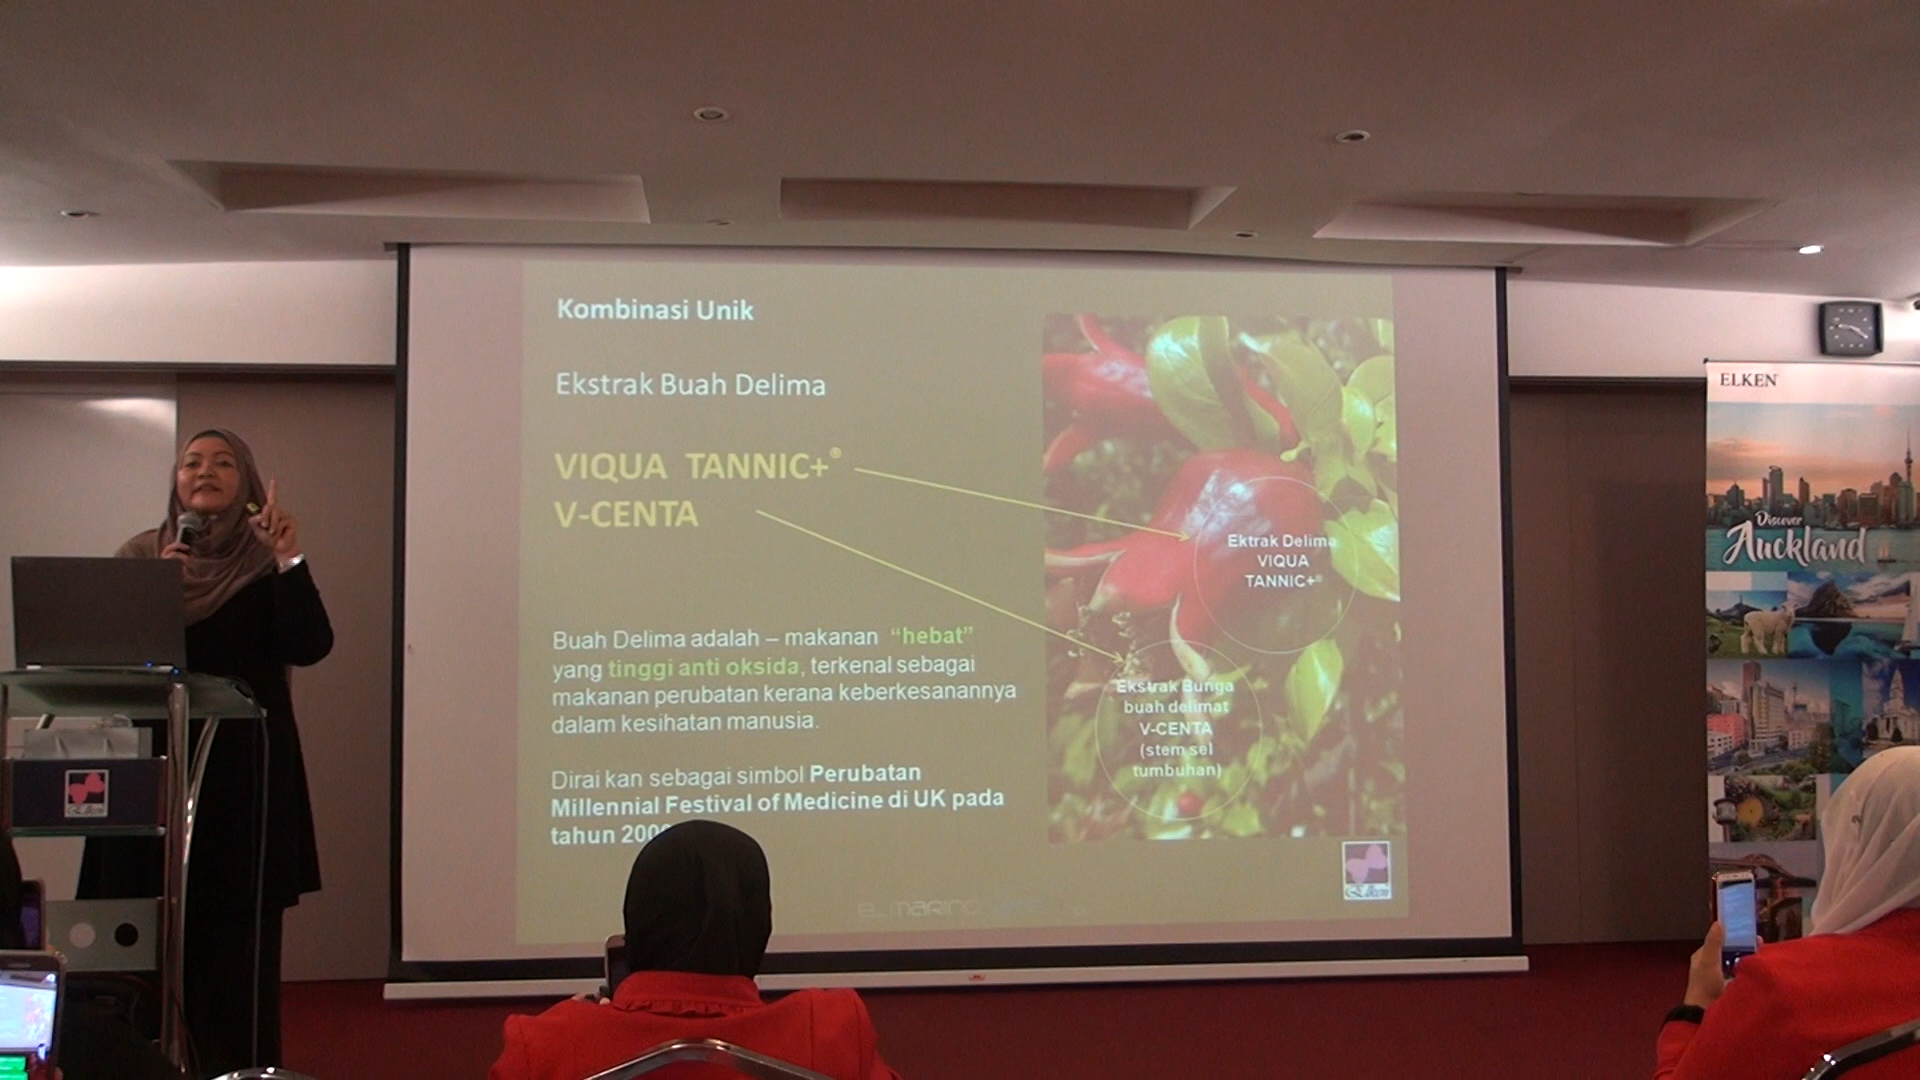 Kombinasi Unik
Ekstrak Buah Delima
VIQUA TANNIC+®
V-CENTA
Buah Delima adalah – makanan “hebat”
yang tinggi anti oksida, terkenal sebagai
makanan perubatan kerana keberkesanannya
dalam kesihatan manusia.
Dirai kan sebagai simbol Perubatan
Millennial Festival of Medicine di UK pada
tahun
Ektrak Delima
VIQUA
TANNIC+®
Ekstrak Bunga
buah delimat
V-CENTA
(stem sel
tumbuhan)
Elken
ELKEN
Discover
Auckland
Elken